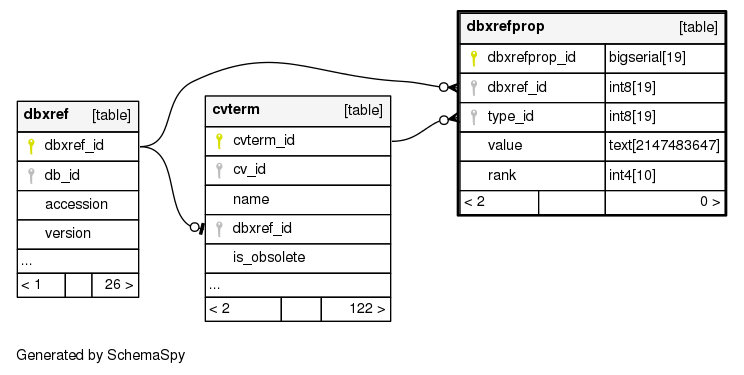 dbxref [table]
dbxref_id
db_id
accession
version
...
< 1 26 >
cvterm [table]
cvterm_id
cv_id
name
dbxref_id
is_obsolete
...
< 2 122 >
dbxrefprop [table]
dbxrefprop_id bigserial[19]
dbxref_id int8[19]
type_id int8[19]
value text[2147483647]
rank int4[10]
< 2 0 >
Generated by SchemaSpy